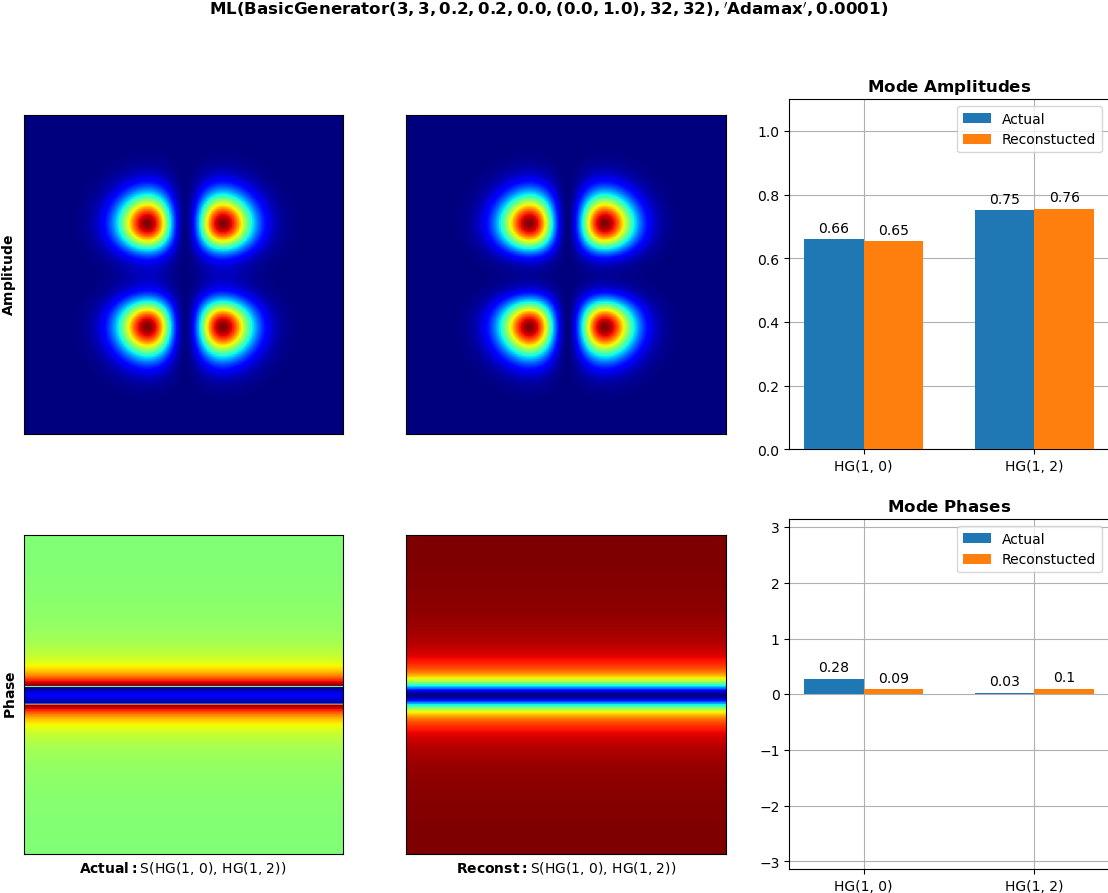 ML(BasicGenerator(3, 3, 0.2, 0.2, 0.0, (0.0, 1.0), 32, 32), 'Adamax', 0.0001)
Amplitude
Mode Amplitudes
Actual
Reconstucted
1.0
0.8
0.6
0.4
0.2
0.0
0.66
0.65
0.75
0.76
HG(1, 0)
HG(1, 2)
Phase
Actual: S(HG(1, 0), HG(1, 2))
Reconst: S(HG(1, 0), HG(1, 2))
Mode Phases
Actual
Reconstucted
3
2
1
0
−1
−2
−3
0.28
0.09
0.03
0.1
HG(1, 0)
HG(1, 2)